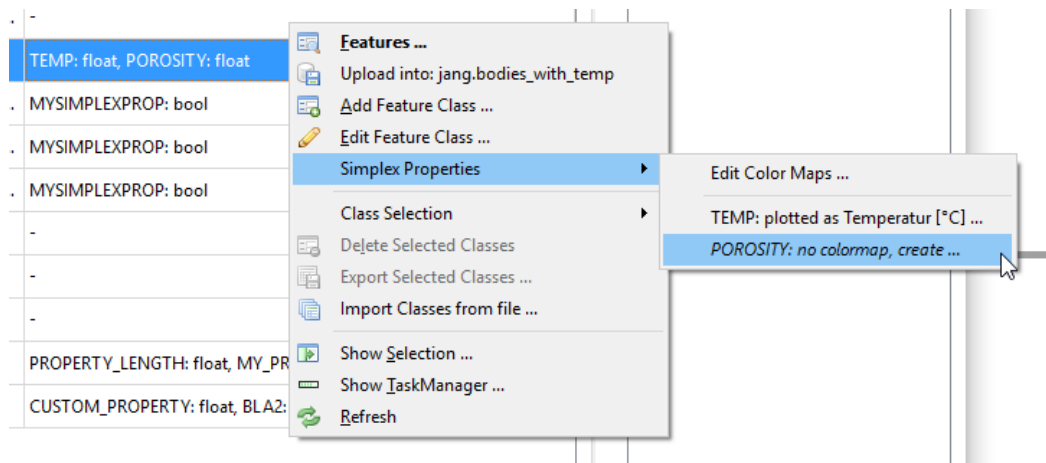 . -
TEMP: float, POROSITY: float
. MYSIMPLEXPROP: bool
. MYSIMPLEXPROP: bool
. MYSIMPLEXPROP: bool
-
-
-
PROPERTY_LENGTH: float, MY_PR
CUSTOM_PROPERTY: float, BLA2:
Features ...
Upload into: jang.bodies_with_temp
Add Feature Class ...
Edit Feature Class ...
Simplex Properties
Class Selection
Delete Selected Classes
Export Selected Classes ...
Import Classes from file ...
Show Selection ...
Show TaskManager ...
Refresh
Edit Color Maps ...
TEMP: plotted as Temperatur [°C] ...
POROSITY: no colormap, create ...